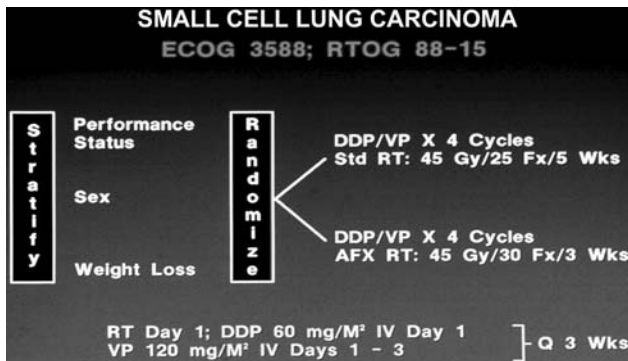 SMALL CELL LUNG CARCINOMA
ECOG 3588; RTOG 88-15
Stratify
Performance
Status
Sex
Weight Loss
Randomize
DDP/VP X 4 Cycles
Std RT: 45 Gy/25 Fx/5 Wks
DDP/VP X 4 Cycles
AFX RT: 45 Gy/30 Fx/3 Wks
RT Day 1; DDP 60 mg/M² IV Day 1
VP 120 mg/M² IV Days 1 - 3
Q 3 Wks